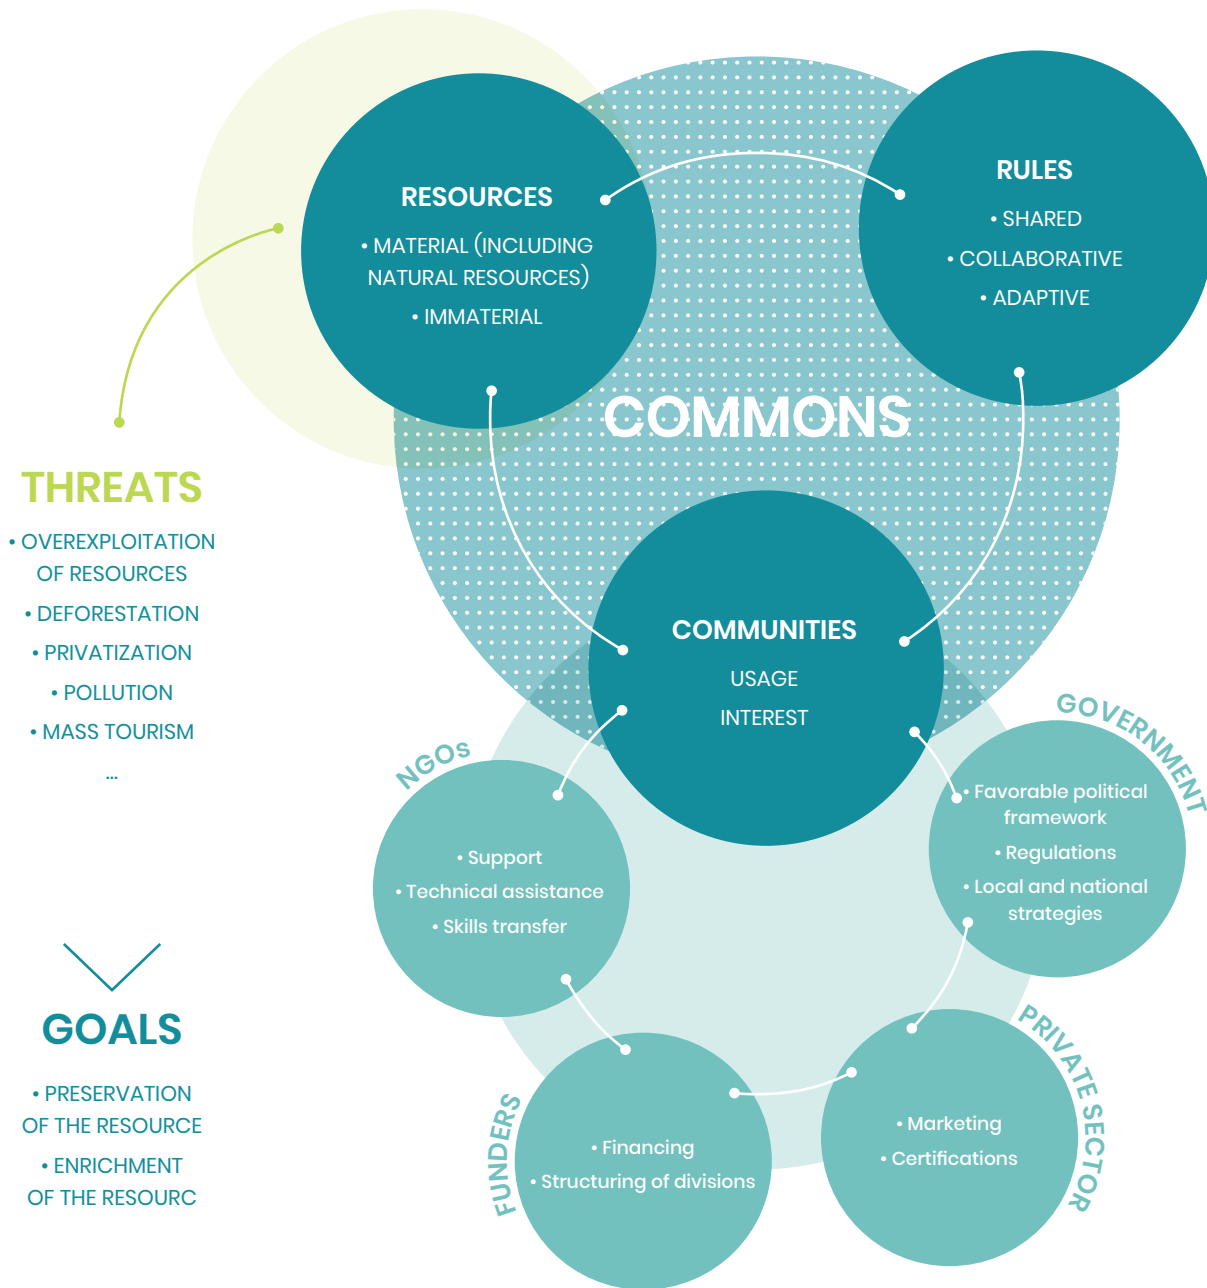 RESOURCES
• MATERIAL (INCLUDING
NATURAL RESOURCES)
• IMMATERIAL
RULES
• SHARED
• COLLABORATIVE
• ADAPTIVE
COMMONS
THREATS
• OVEREXPLOITATION
OF RESOURCES
• DEFORESTATION
• PRIVATIZATION
• POLLUTION
• MASS TOURISM
...
COMMUNITIES
USAGE
INTEREST
NGOs
• Support
• Technical assistance
• Skills transfer
GOVERNMENT
• Favorable political
framework
• Regulations
• Local and national
strategies
GOALS
• PRESERVATION
OF THE RESOURCE
• ENRICHMENT
OF THE RESOURC
FUNDERS
• Financing
• Structuring of divisions
PRIVATE SECTOR
• Marketing
• Certifications